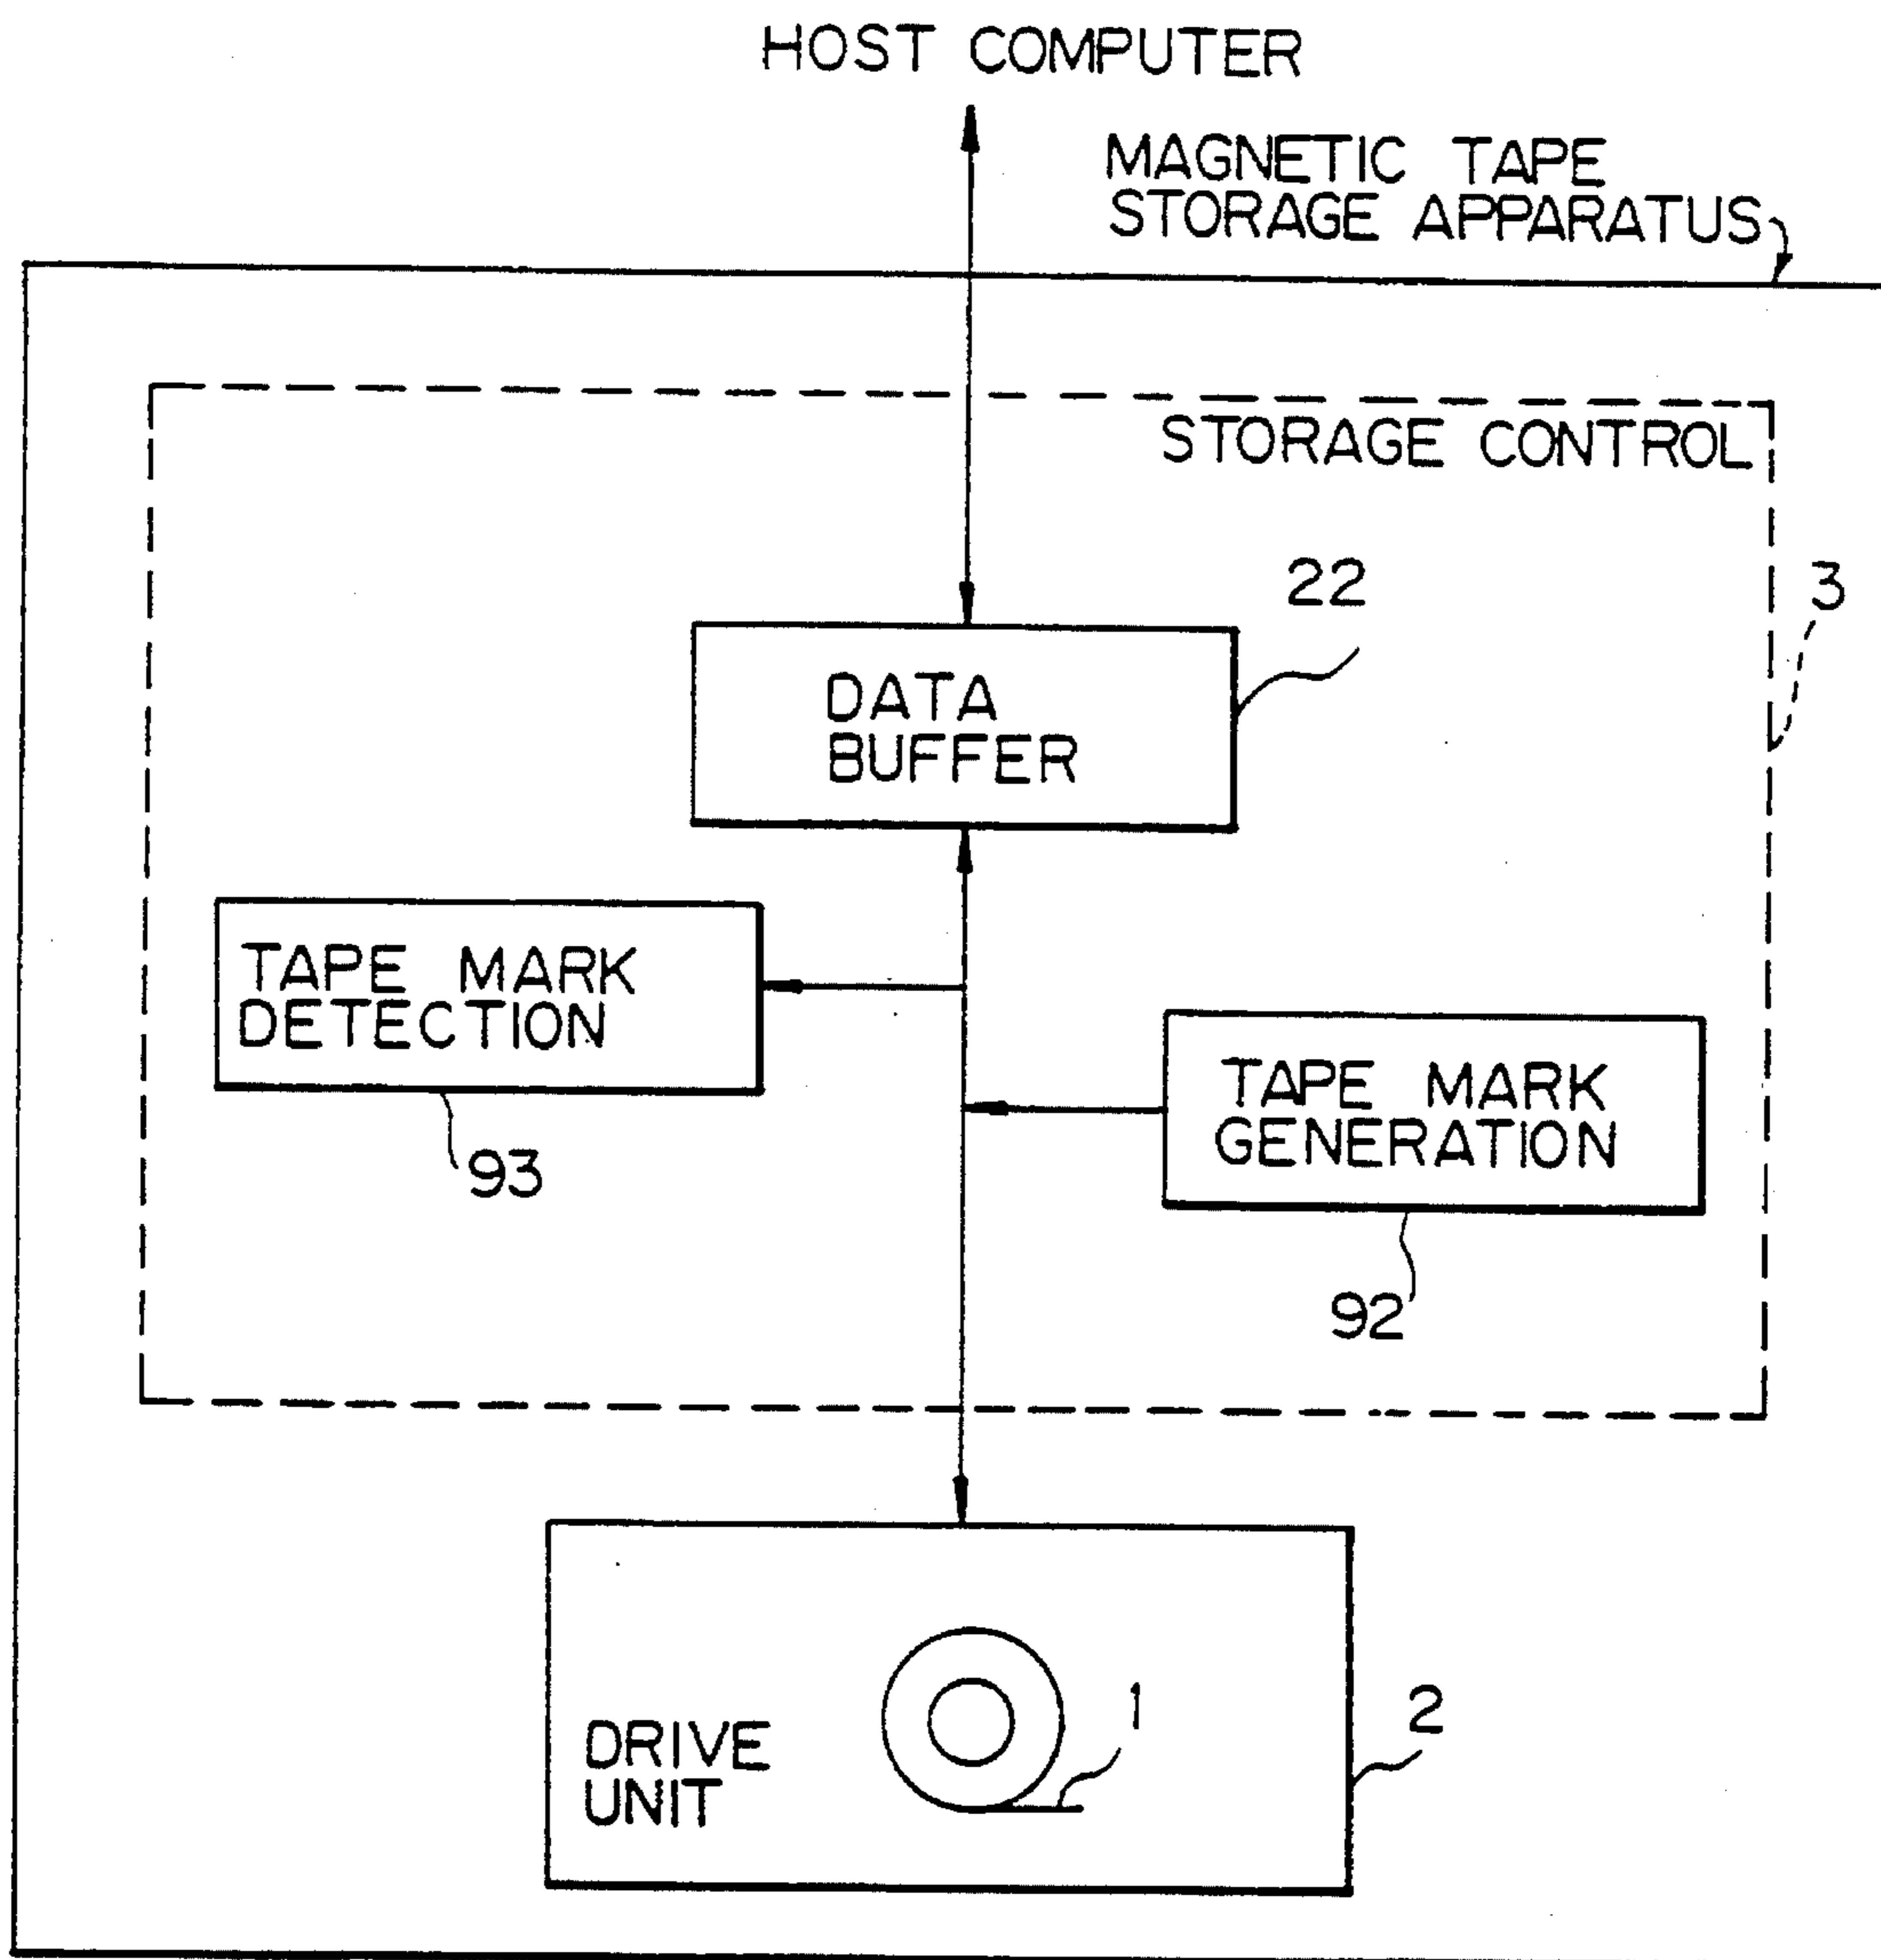 HOST COMPUTER
MAGNETIC TAPE
STORAGE APPARATUS
STORAGE CONTROL
22
3
DATA
BUFFER
TAPE MARK
DETECTION
93
TAPE MARK
GENERATION
92
1
2
DRIVE
UNIT